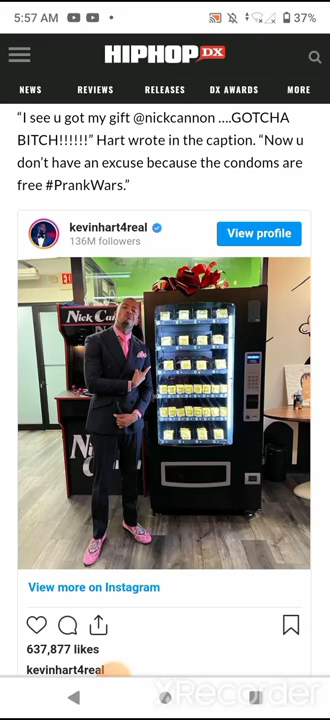 5:57 AM
37%
HIPHOP DX
NEWS REVIEWS RELEASES DX AWARDS MORE
“I see u got my gift @nickcannon ….GOTCHA
BITCH!!!!!!” Hart wrote in the caption. “Now u
don’t have an excuse because the condoms are
free #PrankWars.”
kevinhart4real
136M followers
View profile
EXI
Nick Ca
Ni
View more on Instagram
637,877 likes
kevinhart4real
XRecorder